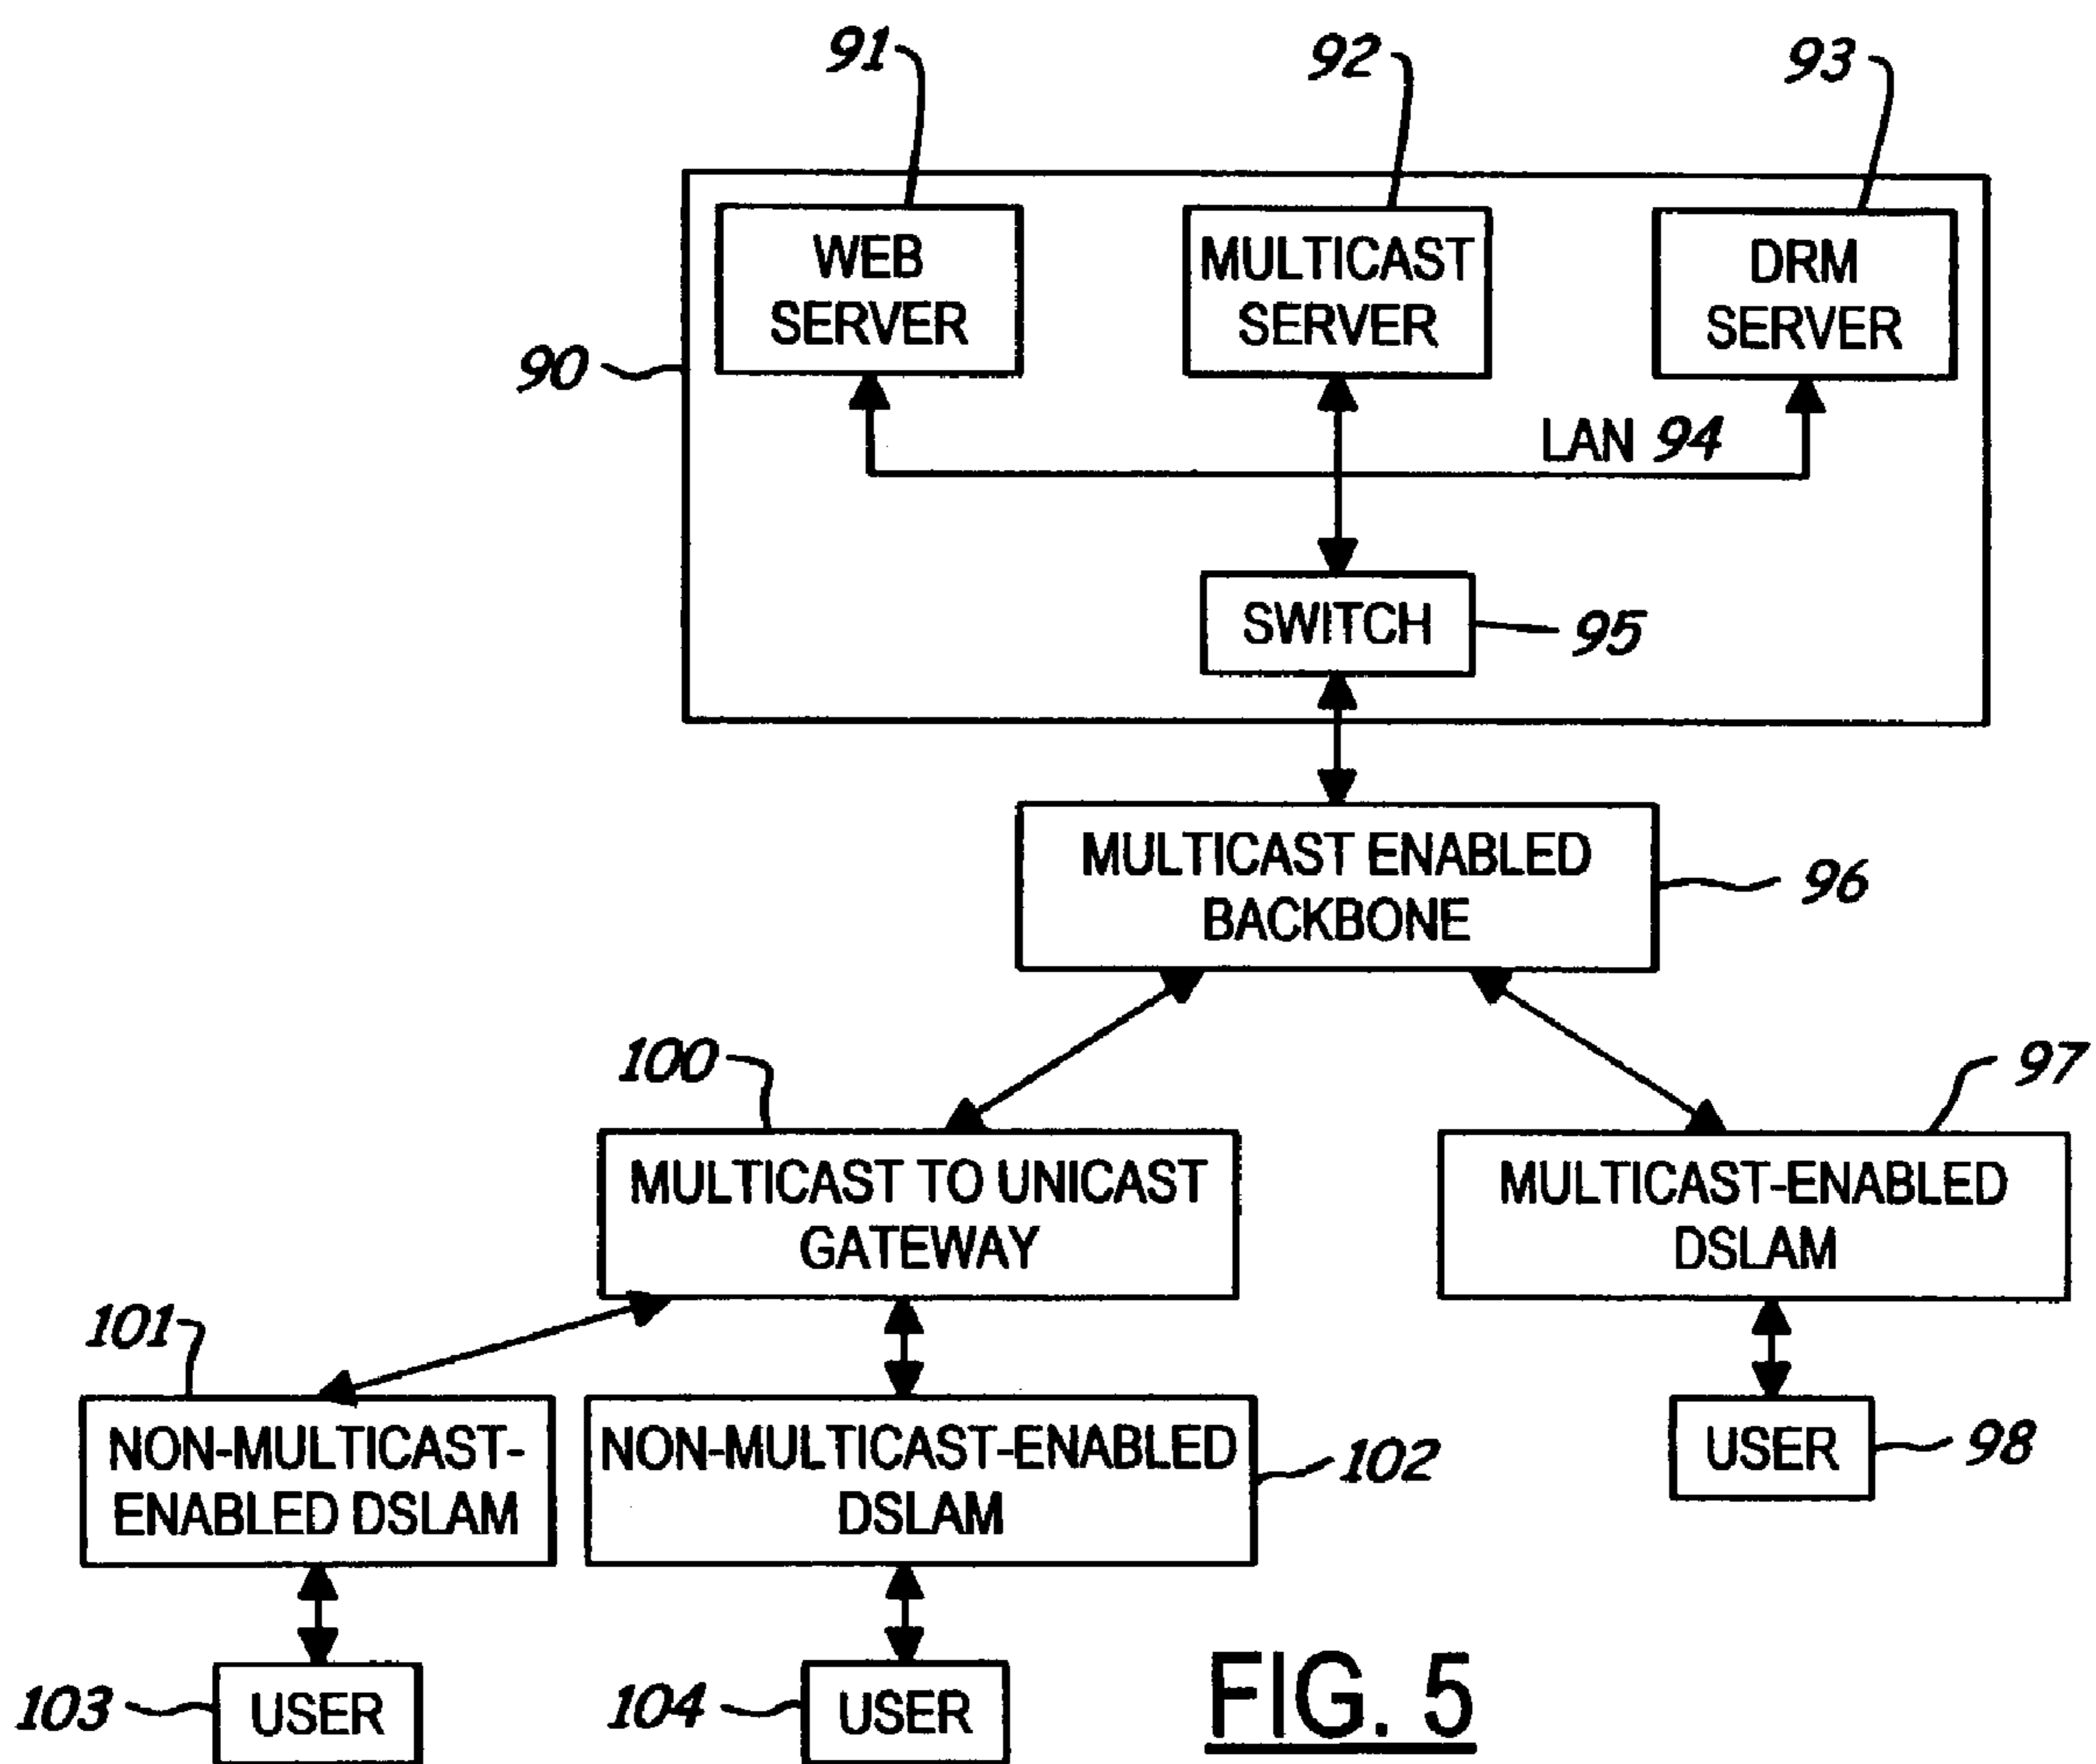 91
92
93
WEB
SERVER
MULTICAST
SERVER
DRM
SERVER
90
LAN 94
SWITCH
95
MULTICAST ENABLED
BACKBONE
96
100
97
MULTICAST TO UNICAST
GATEWAY
MULTICAST-ENABLED
DSLAM
101
NON-MULTICAST-
ENABLED DSLAM
NON-MULTICAST-ENABLED
DSLAM
102
USER
98
103
USER
104
USER
FIG. 5